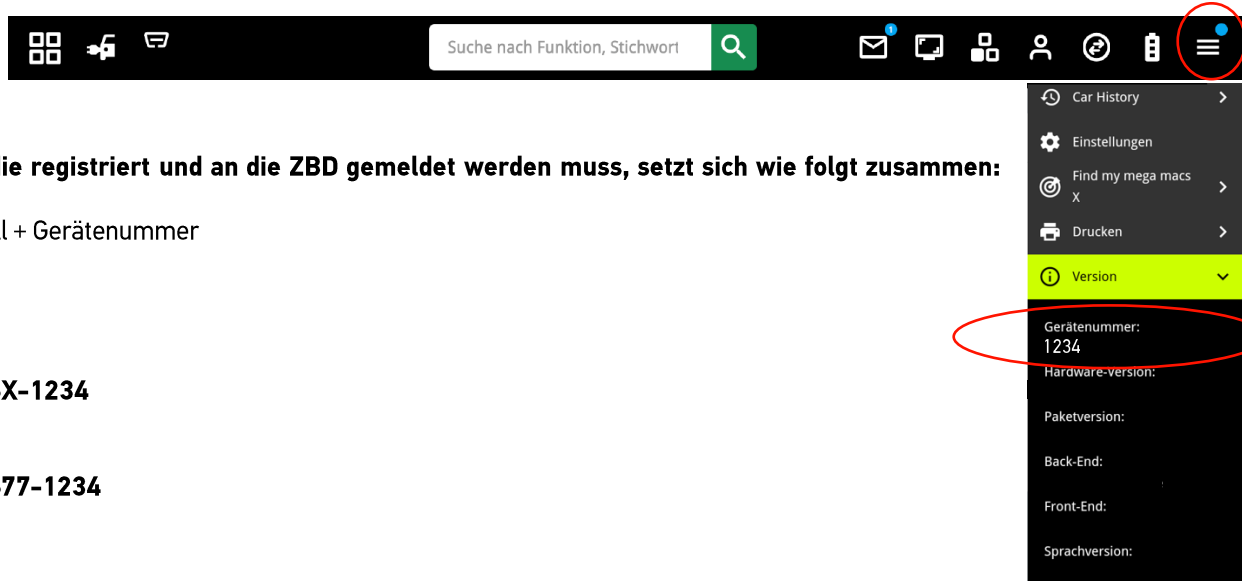 1
Suche nach Funktion, Stichwort
Car History
Einstellungen
Find my mega macs
X
Drucken
Version
Gerätenummer:
1234
Hardware-Version:
Paketversion:
Back-End:
Front-End:
Sprachversion:
ie registriert und an die ZBD gemeldet werden muss, setzt sich wie folgt zusammen:
l + Gerätenummer
X-1234
77-1234